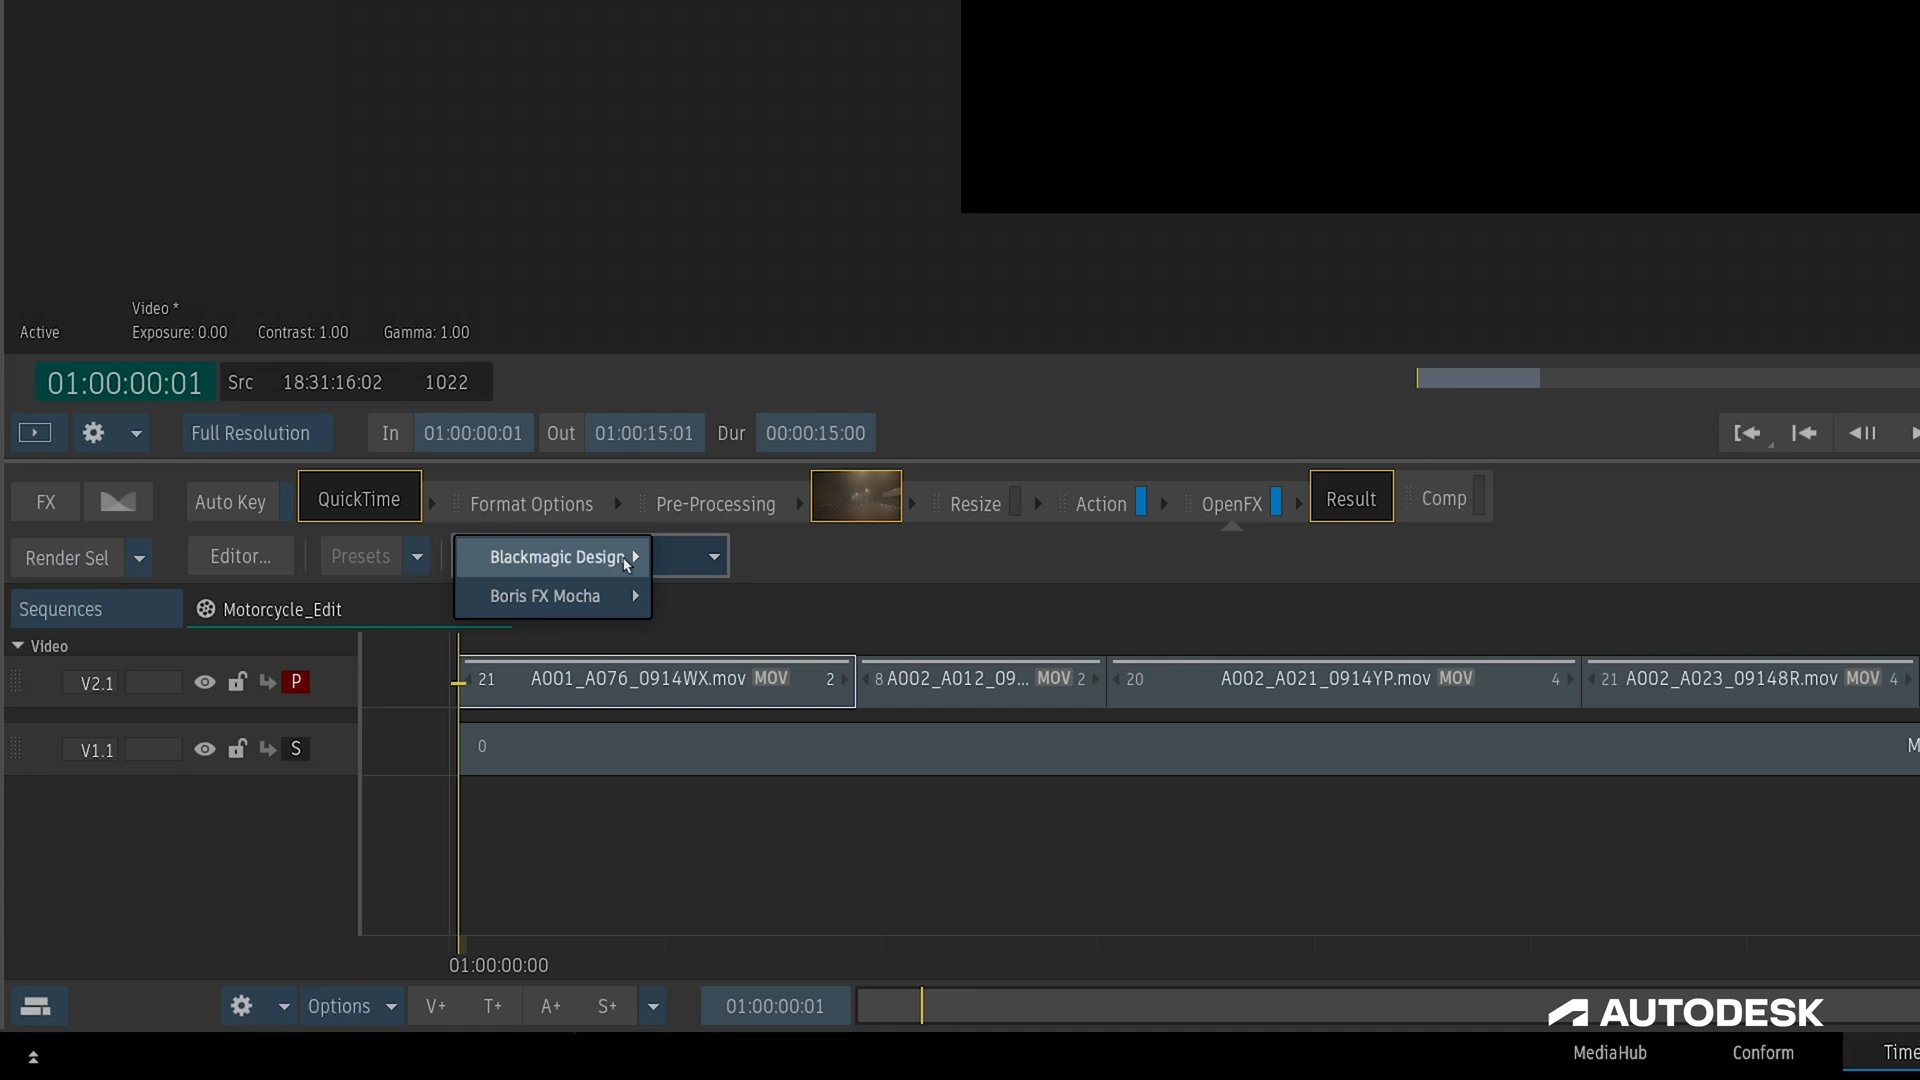 Video *
Active Exposure: 0.00 Contrast: 1.00 Gamma: 1.00
01:00:00:01 Src 18:31:16:02 1022
Full Resolution In 01:00:00:01 Out 01:00:15:01 Dur 00:00:15:00
FX Auto Key QuickTime Format Options Pre-Processing Resize Action OpenFX Result Comp
Render Sel Editor... Presets Blackmagic Design
Boris FX Mocha
Sequences Motorcycle_Edit
Video
V2.1 P 21 A001_A076_0914WX.mov MOV 2 8 A002_A012_09... MOV 2 20 A002_A021_0914YP.mov MOV 4 21 A002_A023_09148R.mov MOV 4
V1.1 S 0 M
01:00:00:00
Options V+ T+ A+ S+ 01:00:00:01
AUTODESK
MediaHub Conform Time